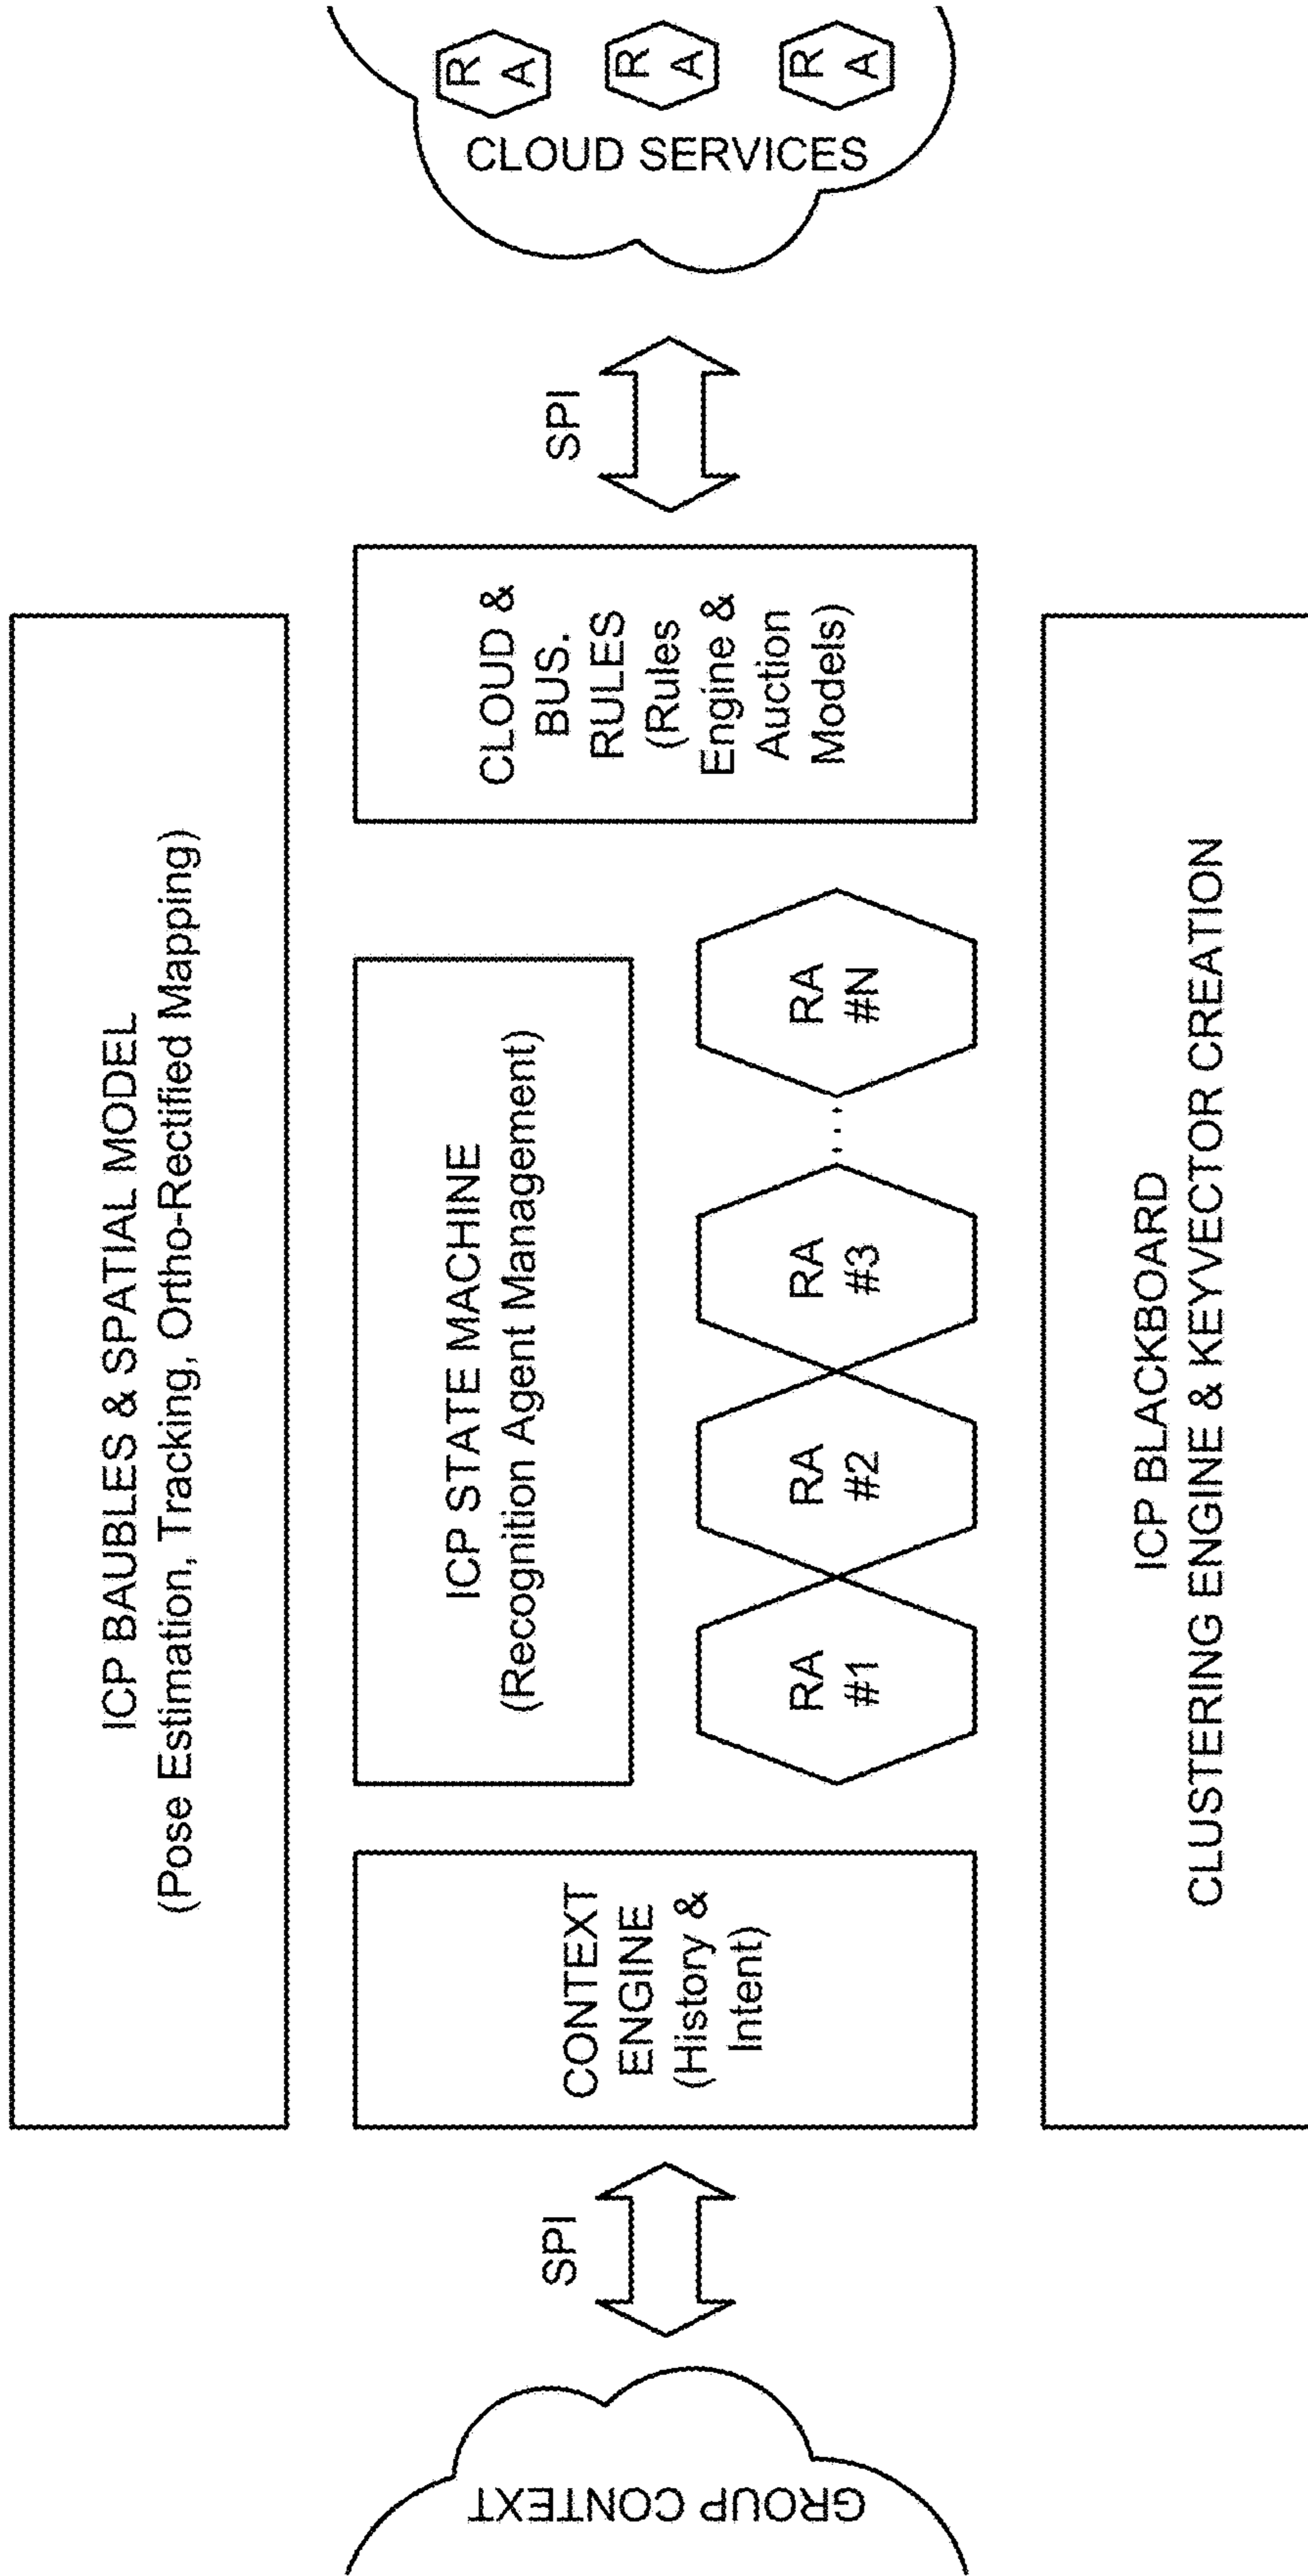 ICP BAUBLES & SPATIAL MODEL
(Pose Estimation, Tracking, Ortho-Rectified Mapping)
GROUP CONTEXT
SPI
CONTEXT
ENGINE
(History &
Intent)
ICP STATE MACHINE
(Recognition Agent Management)
RA
#1
RA
#2
RA
#3
....
RA
#N
CLOUD &
BUS.
RULES
(Rules
Engine &
Auction
Models)
SPI
CLOUD SERVICES
R
A
R
A
R
A
ICP BLACKBOARD
CLUSTERING ENGINE & KEYVECTOR CREATION